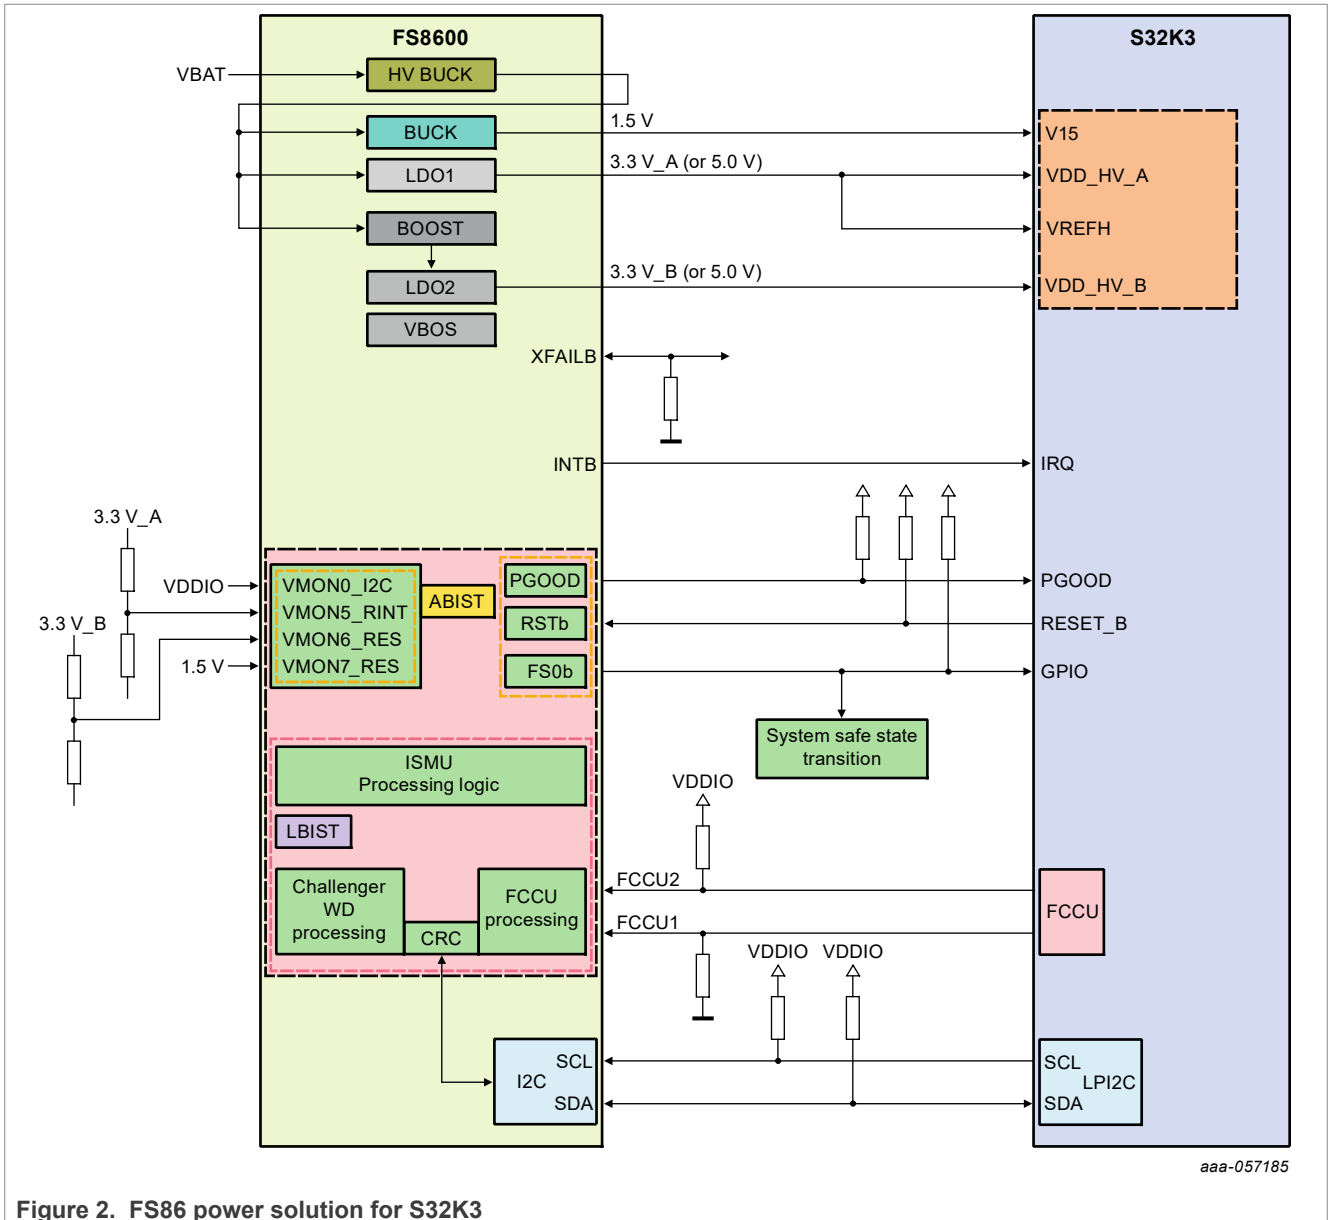 FS8600
S32K3
VBAT
HV BUCK
BUCK
1.5 V
V15
LDO1
3.3 V_A (or 5.0 V)
VDD_HV_A
BOOST
VREFH
LDO2
3.3 V_B (or 5.0 V)
VDD_HV_B
VBOS
XFAILB
INTB
IRQ
3.3 V_A
VDDIO
VMON0_I2C
VMON5_RINT
VMON6_RES
VMON7_RES
ABIST
3.3 V_B
1.5 V
PGOOD
RSTb
FS0b
PGOOD
RESET_B
GPIO
System safe state
transition
ISMU
Processing logic
LBIST
Challenger
WD
processing
CRC
FCCU
processing
VDDIO
FCCU2
FCCU1
FCCU
VDDIO
VDDIO
SCL
I2C
SDA
SCL
LPI2C
SDA
aaa-057185
Figure 2. FS86 power solution for S32K3